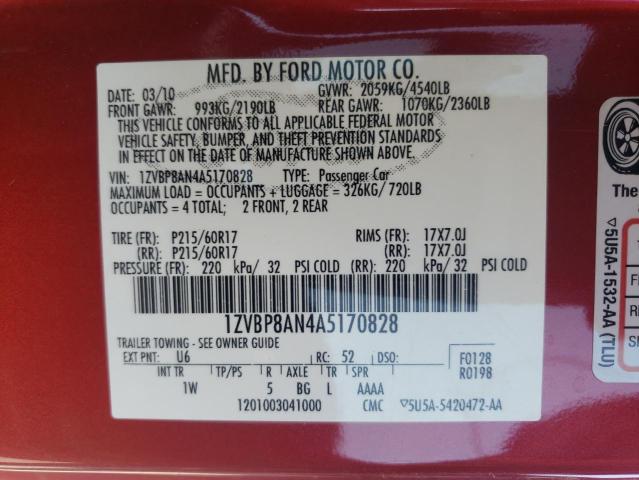 MFD. BY FORD MOTOR CO.
DATE: 03/10 GVWR: 2059KG/4540LB
FRONT GAWR: 993KG/2190LB REAR GAWR: 1070KG/2360LB
THIS VEHICLE CONFORMS TO ALL APPLICABLE FEDERAL MOTOR
VEHICLE SAFETY, BUMPER, AND THEFT PREVENTION STANDARDS
IN EFFECT ON THE DATE OF MANUFACTURE SHOWN ABOVE.
VIN: 1ZVBP8AN4A5170828 TYPE: Passenger Car
MAXIMUM LOAD = OCCUPANTS + LUGGAGE = 326KG/720LB
OCCUPANTS = 4 TOTAL; 2 FRONT, 2 REAR
TIRE (FR): P215/60R17 RIMS (FR): 17X7.0J
(RR): P215/60R17 (RR): 17X7.0J
PRESSURE (FR): 220 kPa/ 32 PSI COLD (RR): 220 kPa/ 32 PSI COLD
1ZVBP8AN4A5170828
TRAILER TOWING - SEE OWNER GUIDE
EXT PNT: U6 RC: 52 DSO: F0128
INT TR TP/PS R AXLE TR SPR R0198
1W 5 BG L AAAA
1201003041000 CMC ▽5U5A-5420472-AA
The
▽5U5A-1532-AA (TLU)